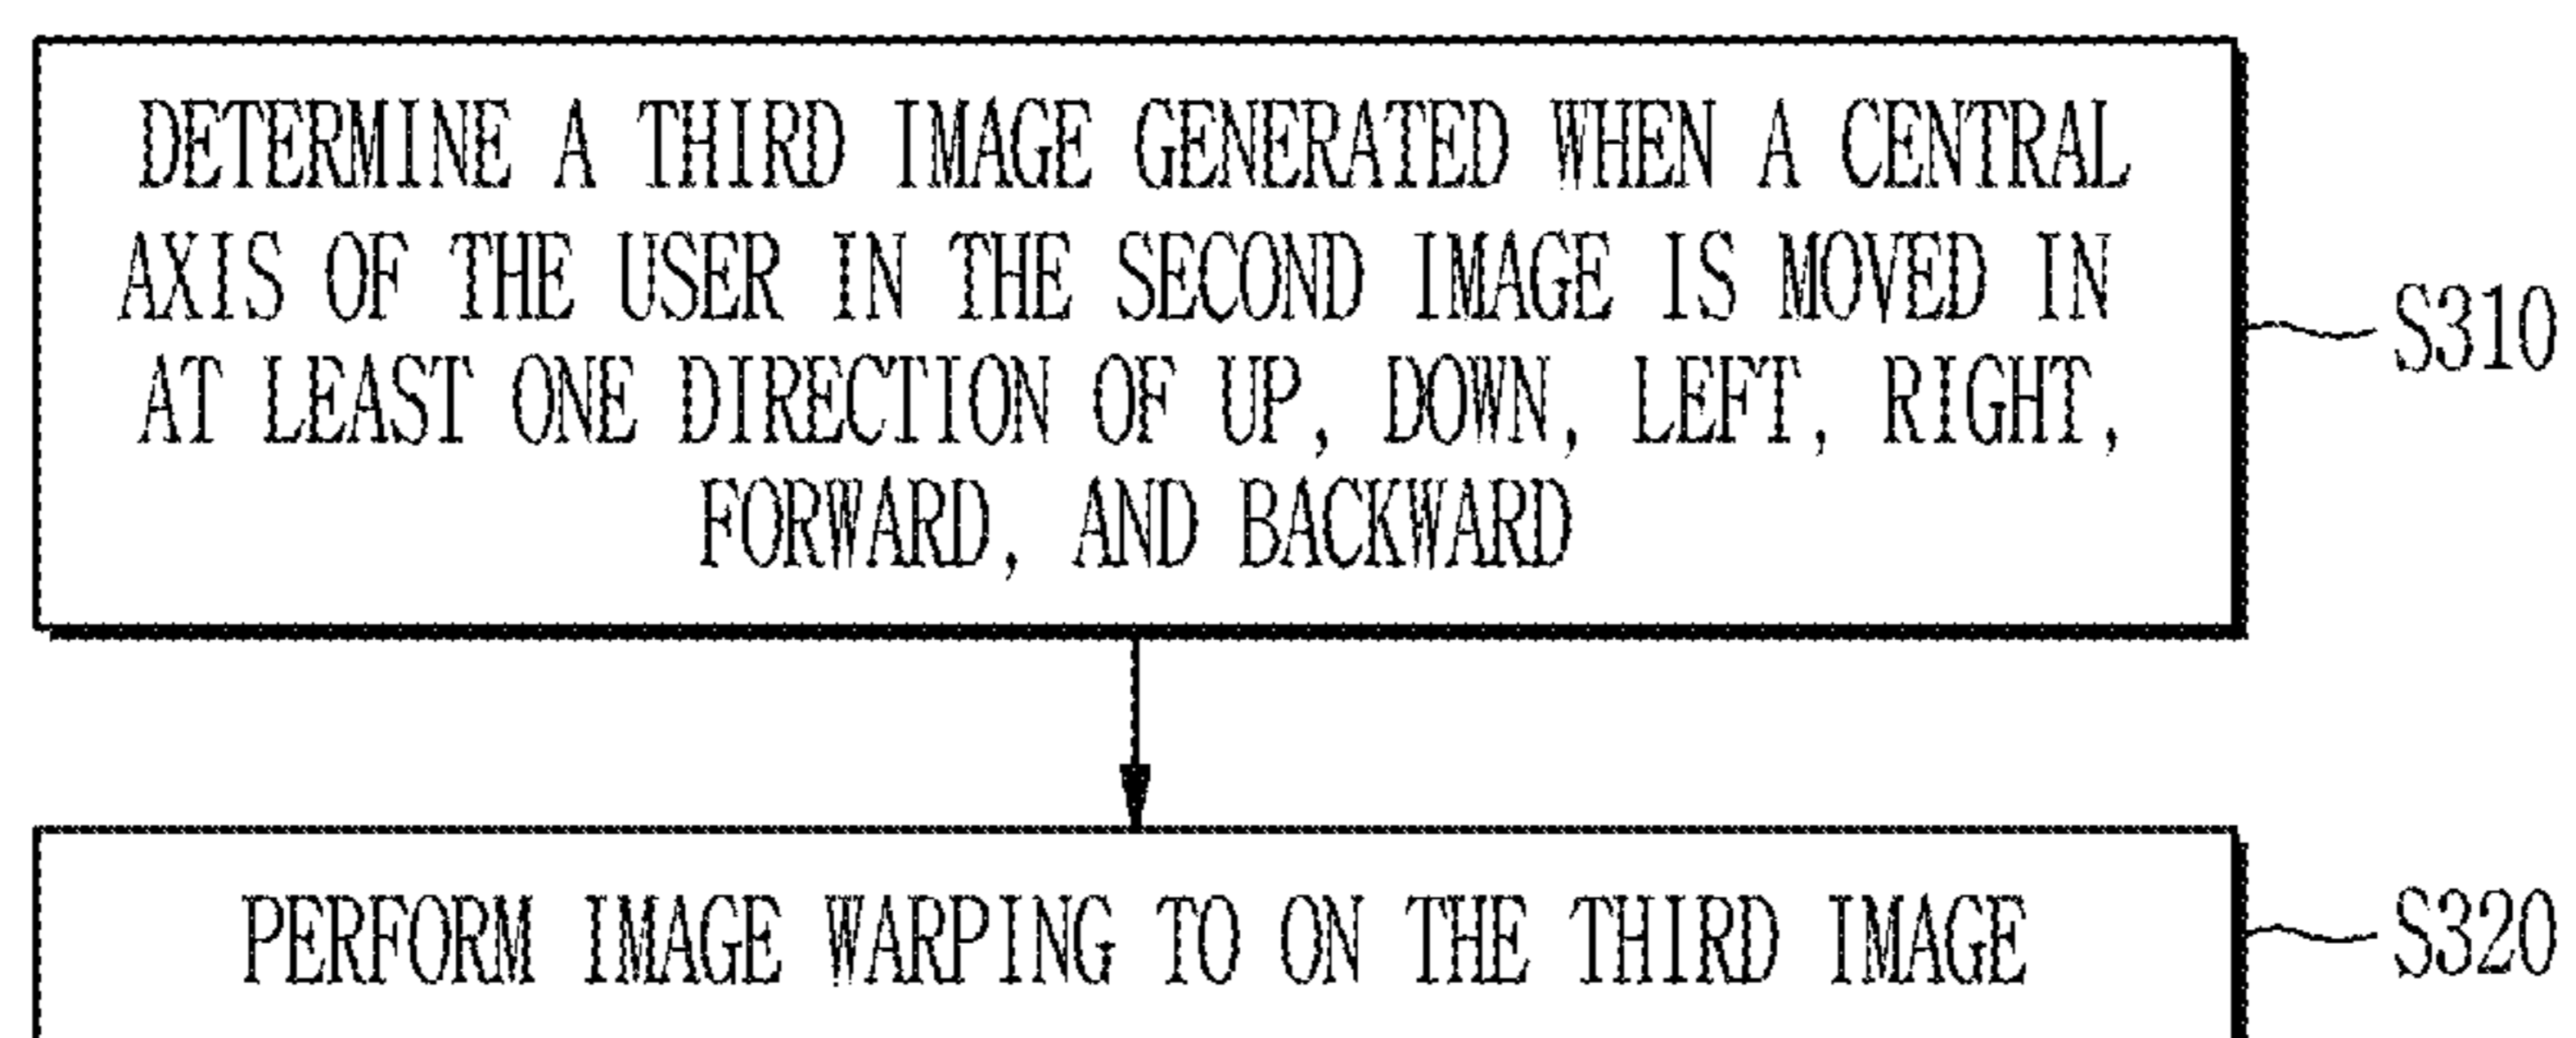 DETERMINE A THIRD IMAGE GENERATED WHEN A CENTRAL
AXIS OF THE USER IN THE SECOND IMAGE IS MOVED IN
AT LEAST ONE DIRECTION OF UP, DOWN, LEFT, RIGHT,
FORWARD, AND BACKWARD
S310
PERFORM IMAGE WARPING TO ON THE THIRD IMAGE
S320